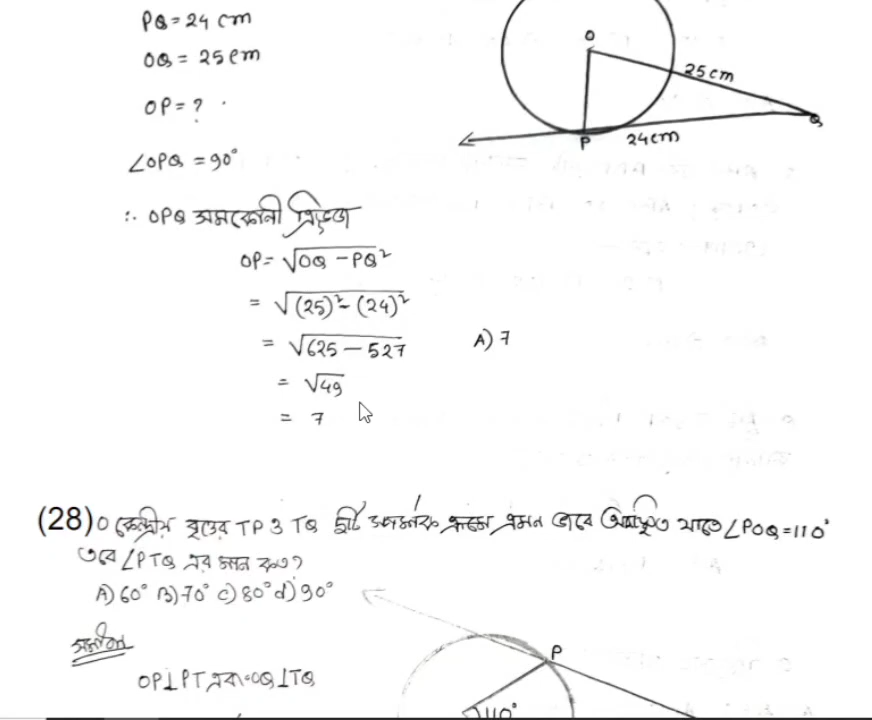 PQ = 24 cm
OQ = 25 cm
OP = ?
∠OPQ = 90°
∴ OPQ সমকোনী ত্রিভুজ
OP = √OQ - PQ²
= √(25)² - (24)²
= √625 - 527
A) 7
= √49
= 7
O
25 cm
Q
P
24 cm
(28) O কেন্দ্রীয় বৃত্তের TP ও TQ দুটি স্পর্শক এমন ভাবে অবস্থিত যাতে ∠POQ = 110°
তবে ∠PTQ এর মান কত?
A) 60° B) 70° C) 80° d) 90°
OP⊥PT এবং OQ⊥TQ
P
110°